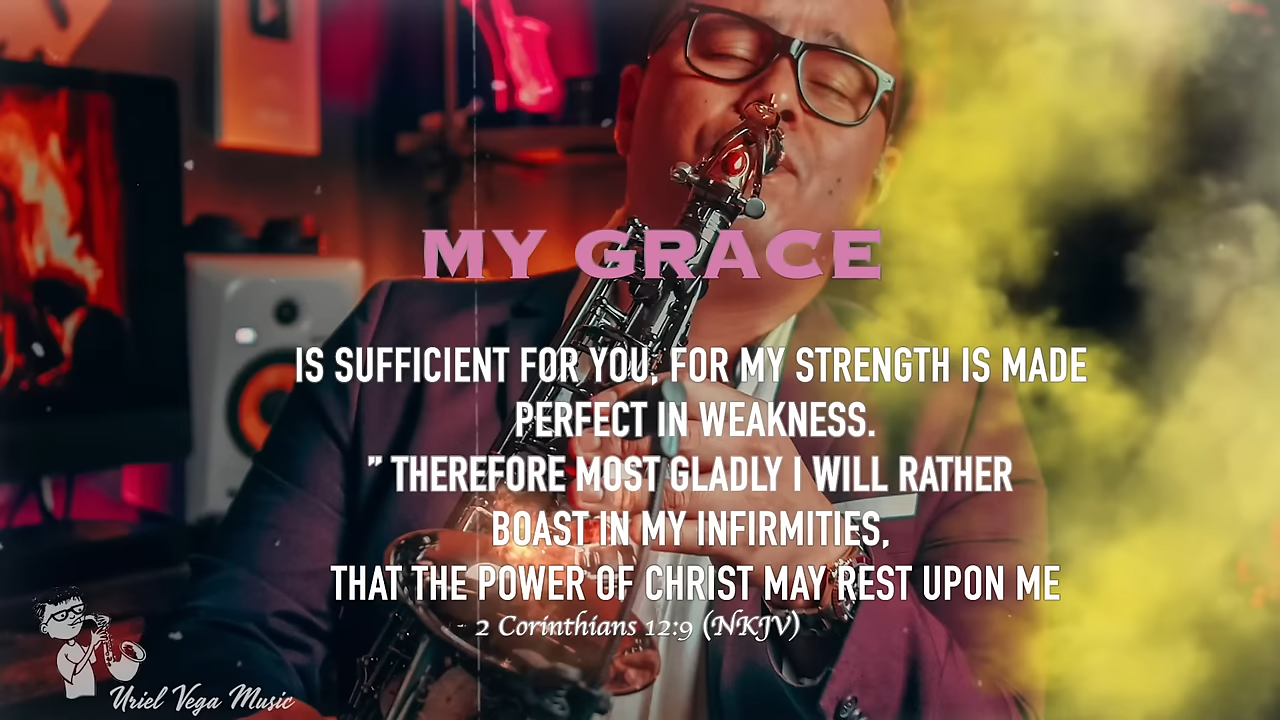 MY GRACE
IS SUFFICIENT FOR YOU, FOR MY STRENGTH IS MADE
PERFECT IN WEAKNESS.
” THEREFORE MOST GLADLY I WILL RATHER
BOAST IN MY INFIRMITIES,
THAT THE POWER OF CHRIST MAY REST UPON ME
- 2 Corinthians 12:9 (NKJV)
Uriel Vega Music